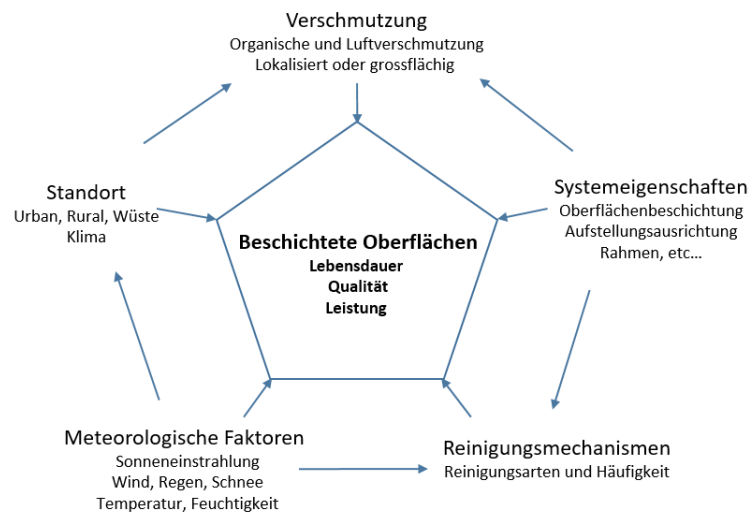 Verschmutzung
Organische und Luftverschmutzung
Lokalisiert oder grossflächig
Standort
Urban, Rural, Wüste
Klima
Systemeigenschaften
Oberflächenbeschichtung
Aufstellungsausrichtung
Rahmen, etc…
Beschichtete Oberflächen
Lebensdauer
Qualität
Leistung
Meteorologische Faktoren
Sonneneinstrahlung
Wind, Regen, Schnee
Temperatur, Feuchtigkeit
Reinigungsmechanismen
Reinigungsarten und Häufigkeit